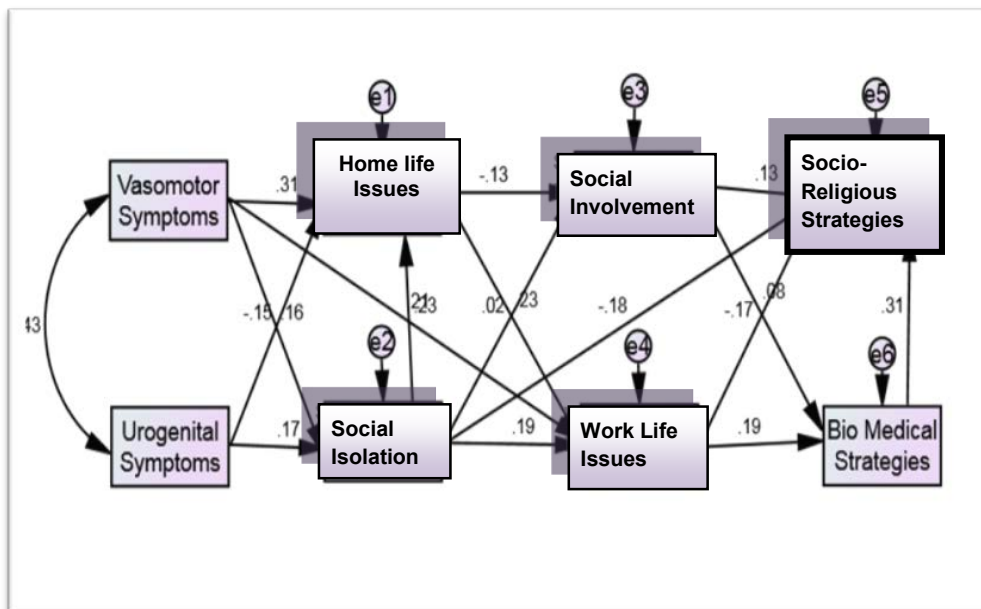 e1
e3
e5
Home life
Issues
Social
Involvement
Socio-
Religious
Strategies
Vasomotor
Symptoms
.31
-.13
.13
-.15
.16
.23
.02
.23
-.18
-.17
.08
.31
e2
e4
e6
Urogenital
Symptoms
.17
Social
Isolation
.19
Work Life
Issues
.19
Bio Medical
Strategies